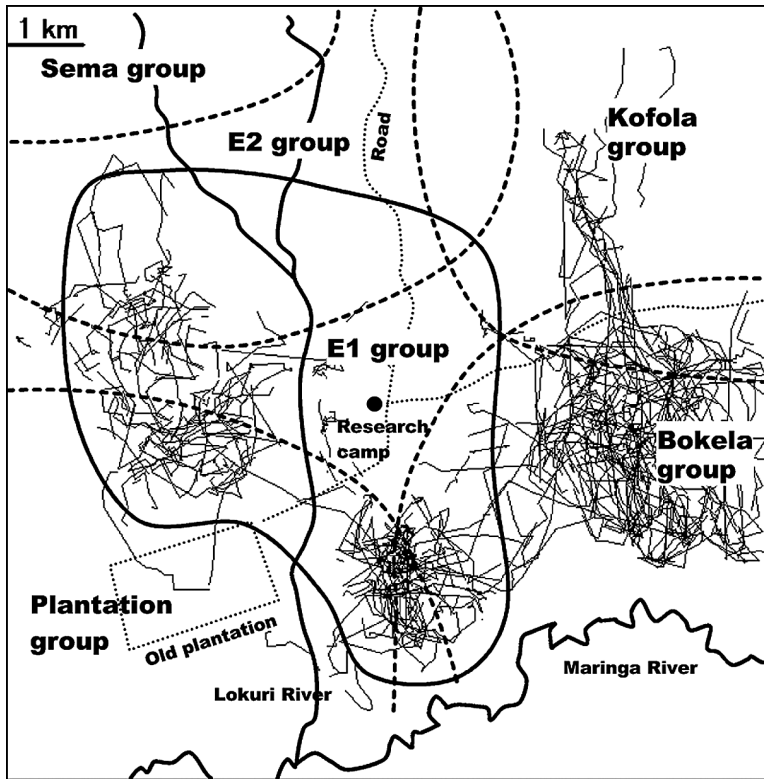 1 km
Sema group
E2 group
Road
Kofola
group
E1 group
Research
camp
Bokela
group
Plantation
group
Old plantation
Lokuri River
Maringa River